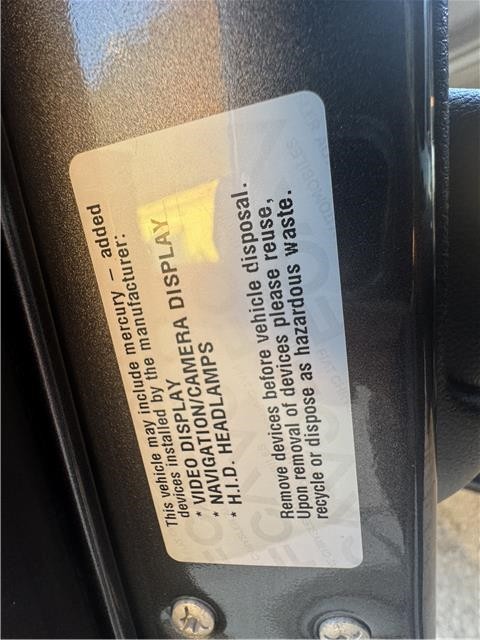 This vehicle may include mercury – added
devices installed by the manufacturer:
* VIDEO DISPLAY
* NAVIGATION/CAMERA DISPLAY
* H.I.D. HEADLAMPS
Remove devices before vehicle disposal.
Upon removal of devices please reuse,
recycle or dispose as hazardous waste.